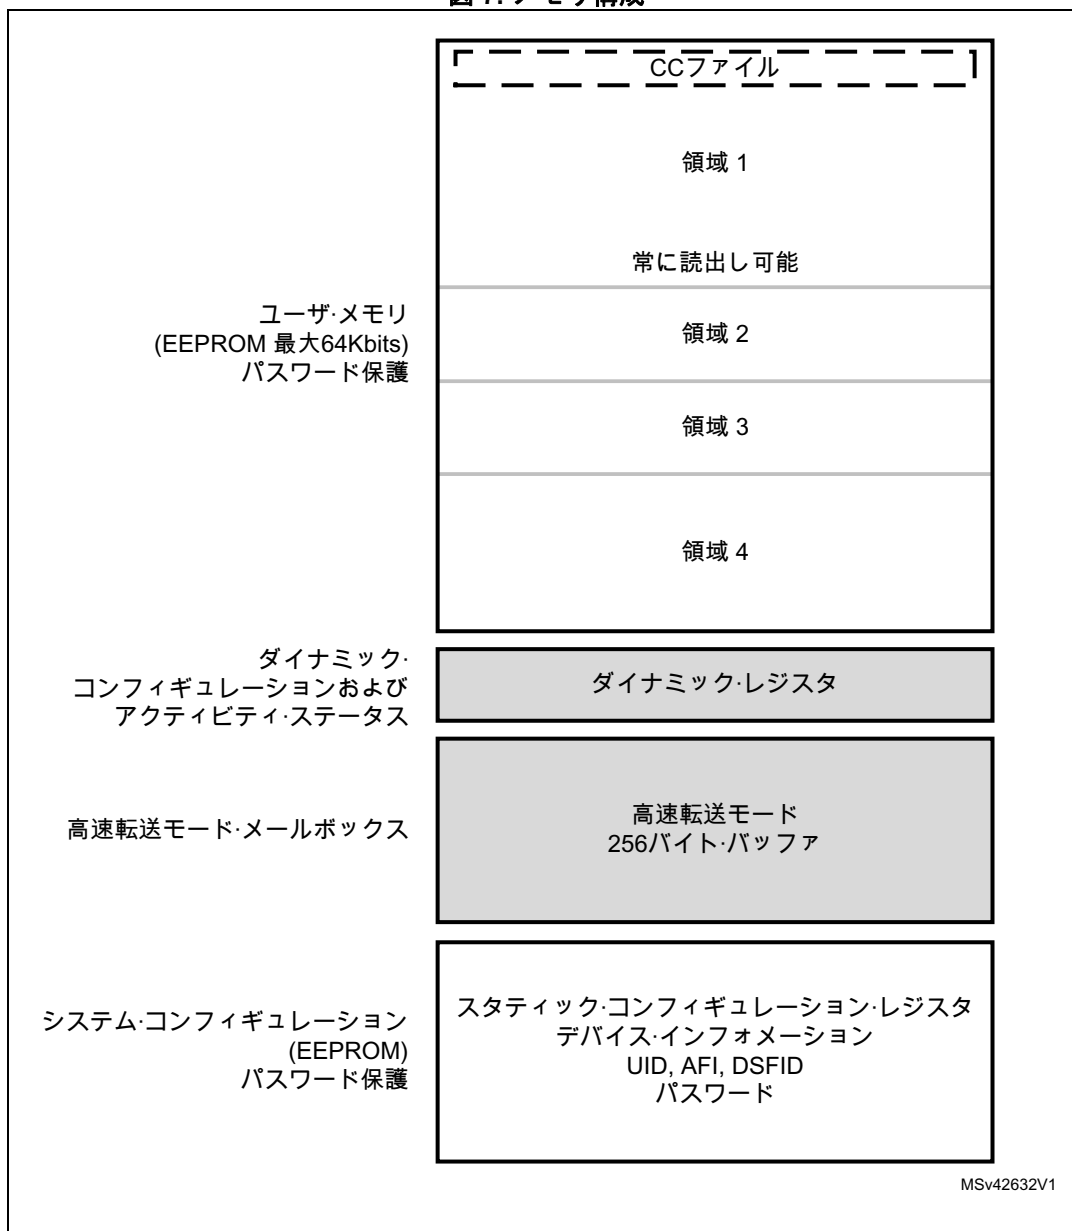 図 7. メモリ構成
CCファイル
領域 1
常に読出し可能
ユーザ·メモリ
(EEPROM 最大64Kbits)
パスワード保護
領域 2
領域 3
領域 4
ダイナミック·
コンフィギュレーションおよび
アクティビティ·ステータス
ダイナミック·レジスタ
高速転送モード·メールボックス
高速転送モード
256バイト·バッファ
システム·コンフィギュレーション
(EEPROM)
パスワード保護
スタティック·コンフィギュレーション·レジスタ
デバイス·インフォメーション
UID, AFI, DSFID
パスワード
MSv42632V1